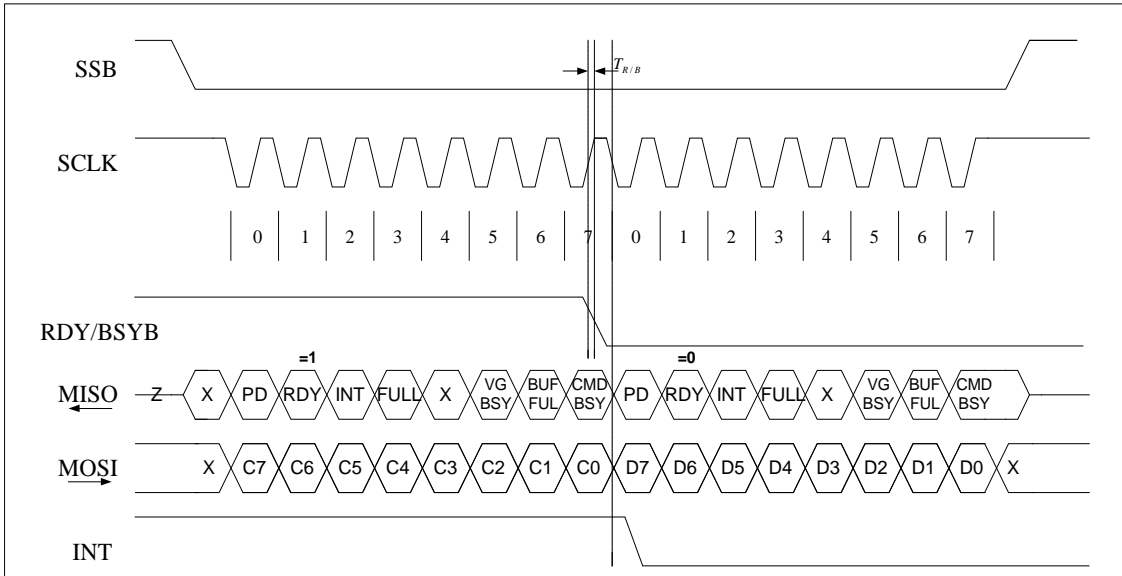 SSB
T R/B
SCLK
0 1 2 3 4 5 6 7 0 1 2 3 4 5 6 7
RDY/BSYB
=1 =0
MISO Z X PD RDY INT FULL X VG BSY BUF FUL CMD BSY PD RDY INT FULL X VG BSY BUF FUL CMD BSY
MOSI X C7 C6 C5 C4 C3 C2 C1 C0 D7 D6 D5 D4 D3 D2 D1 D0 X
INT